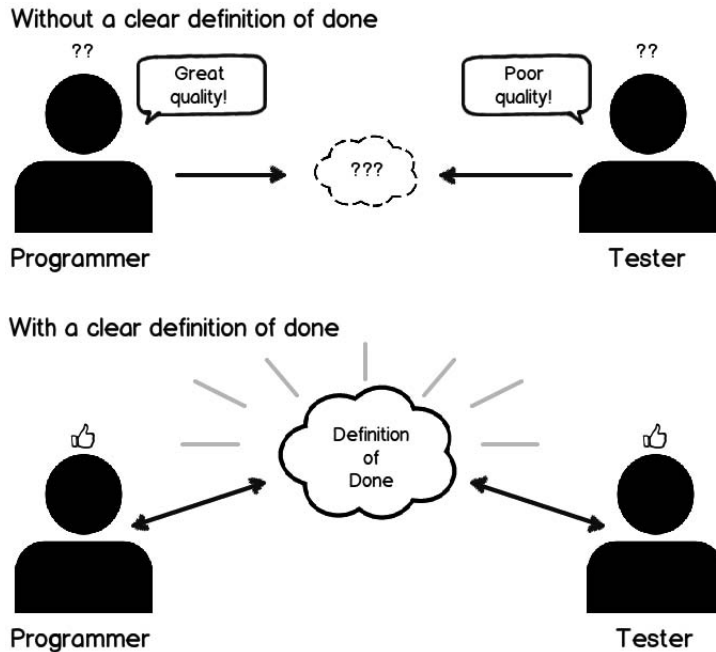 Without a clear definition of done
??
??
Great
quality!
Poor
quality!
???
Programmer
Tester
With a clear definition of done
Definition
of
Done
Programmer
Tester